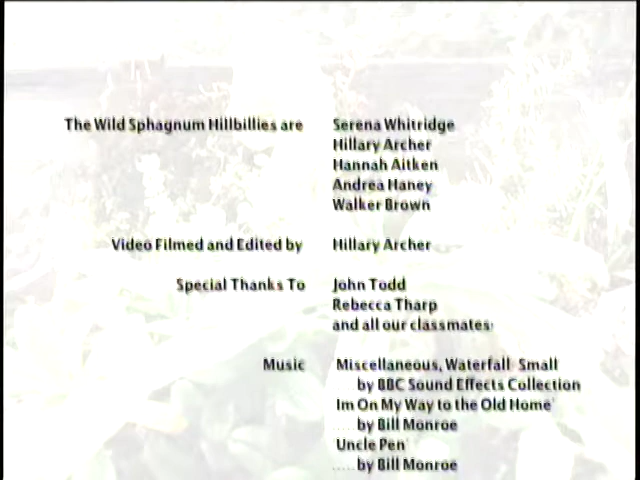 The Wild Sphagnum Hillbillies are Serena Whitridge
Hillary Archer
Hannah Aitken
Andrea Haney
Walker Brown
Video Filmed and Edited by Hillary Archer
Special Thanks To John Todd
Rebecca Tharp
and all our classmates
Music Miscellaneous, Waterfall Small
by BBC Sound Effects Collection
Im On My Way to the Old Home
..... by Bill Monroe
Uncle Pen
..... by Bill Monroe